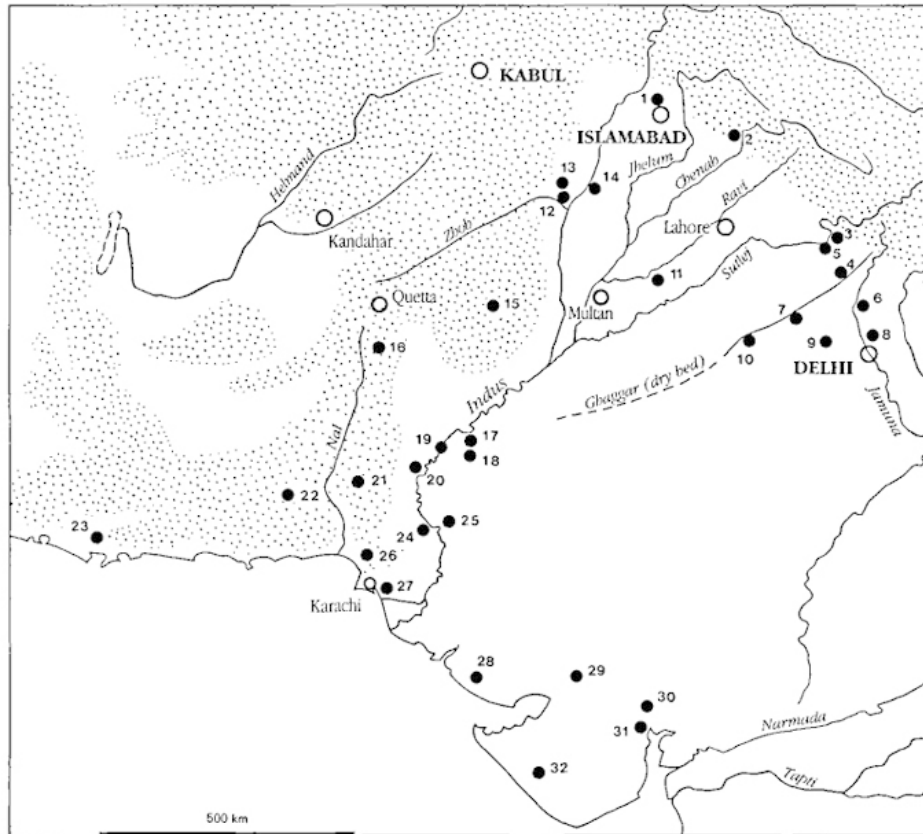 KABUL
1
ISLAMABAD
2
Helmand
Jhelum
Chenab
13
14
12
Ravi
Kandahar
Zhob
Lahore
3
5
Sutlej
4
11
Quetta
Multan
15
6
7
16
8
10
9
DELHI
Ghaggar (dry bed)
Jamuna
Indus
Nal
19
17
18
20
21
22
25
23
24
26
27
Karachi
28
29
30
31
Narmada
32
Tapti
500 km